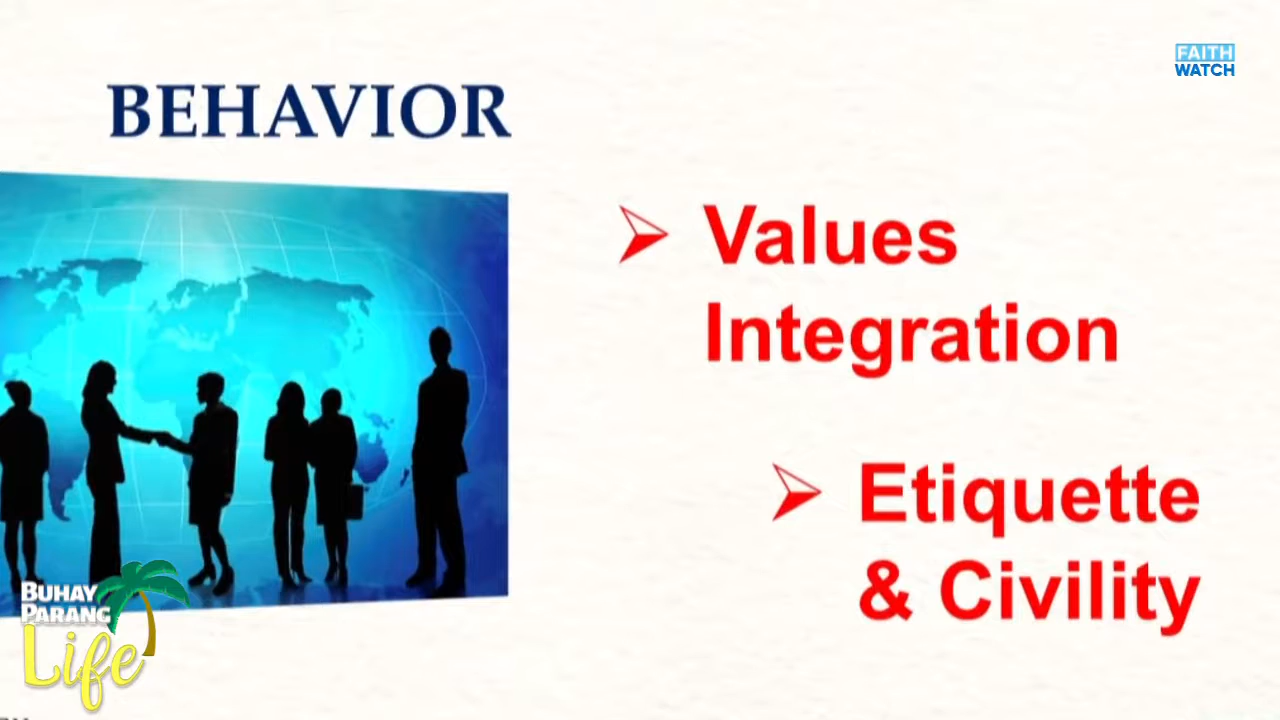 FAITH
WATCH
BEHAVIOR
Values
Integration
Etiquette
& Civility
BUHAY
PARANG
Life